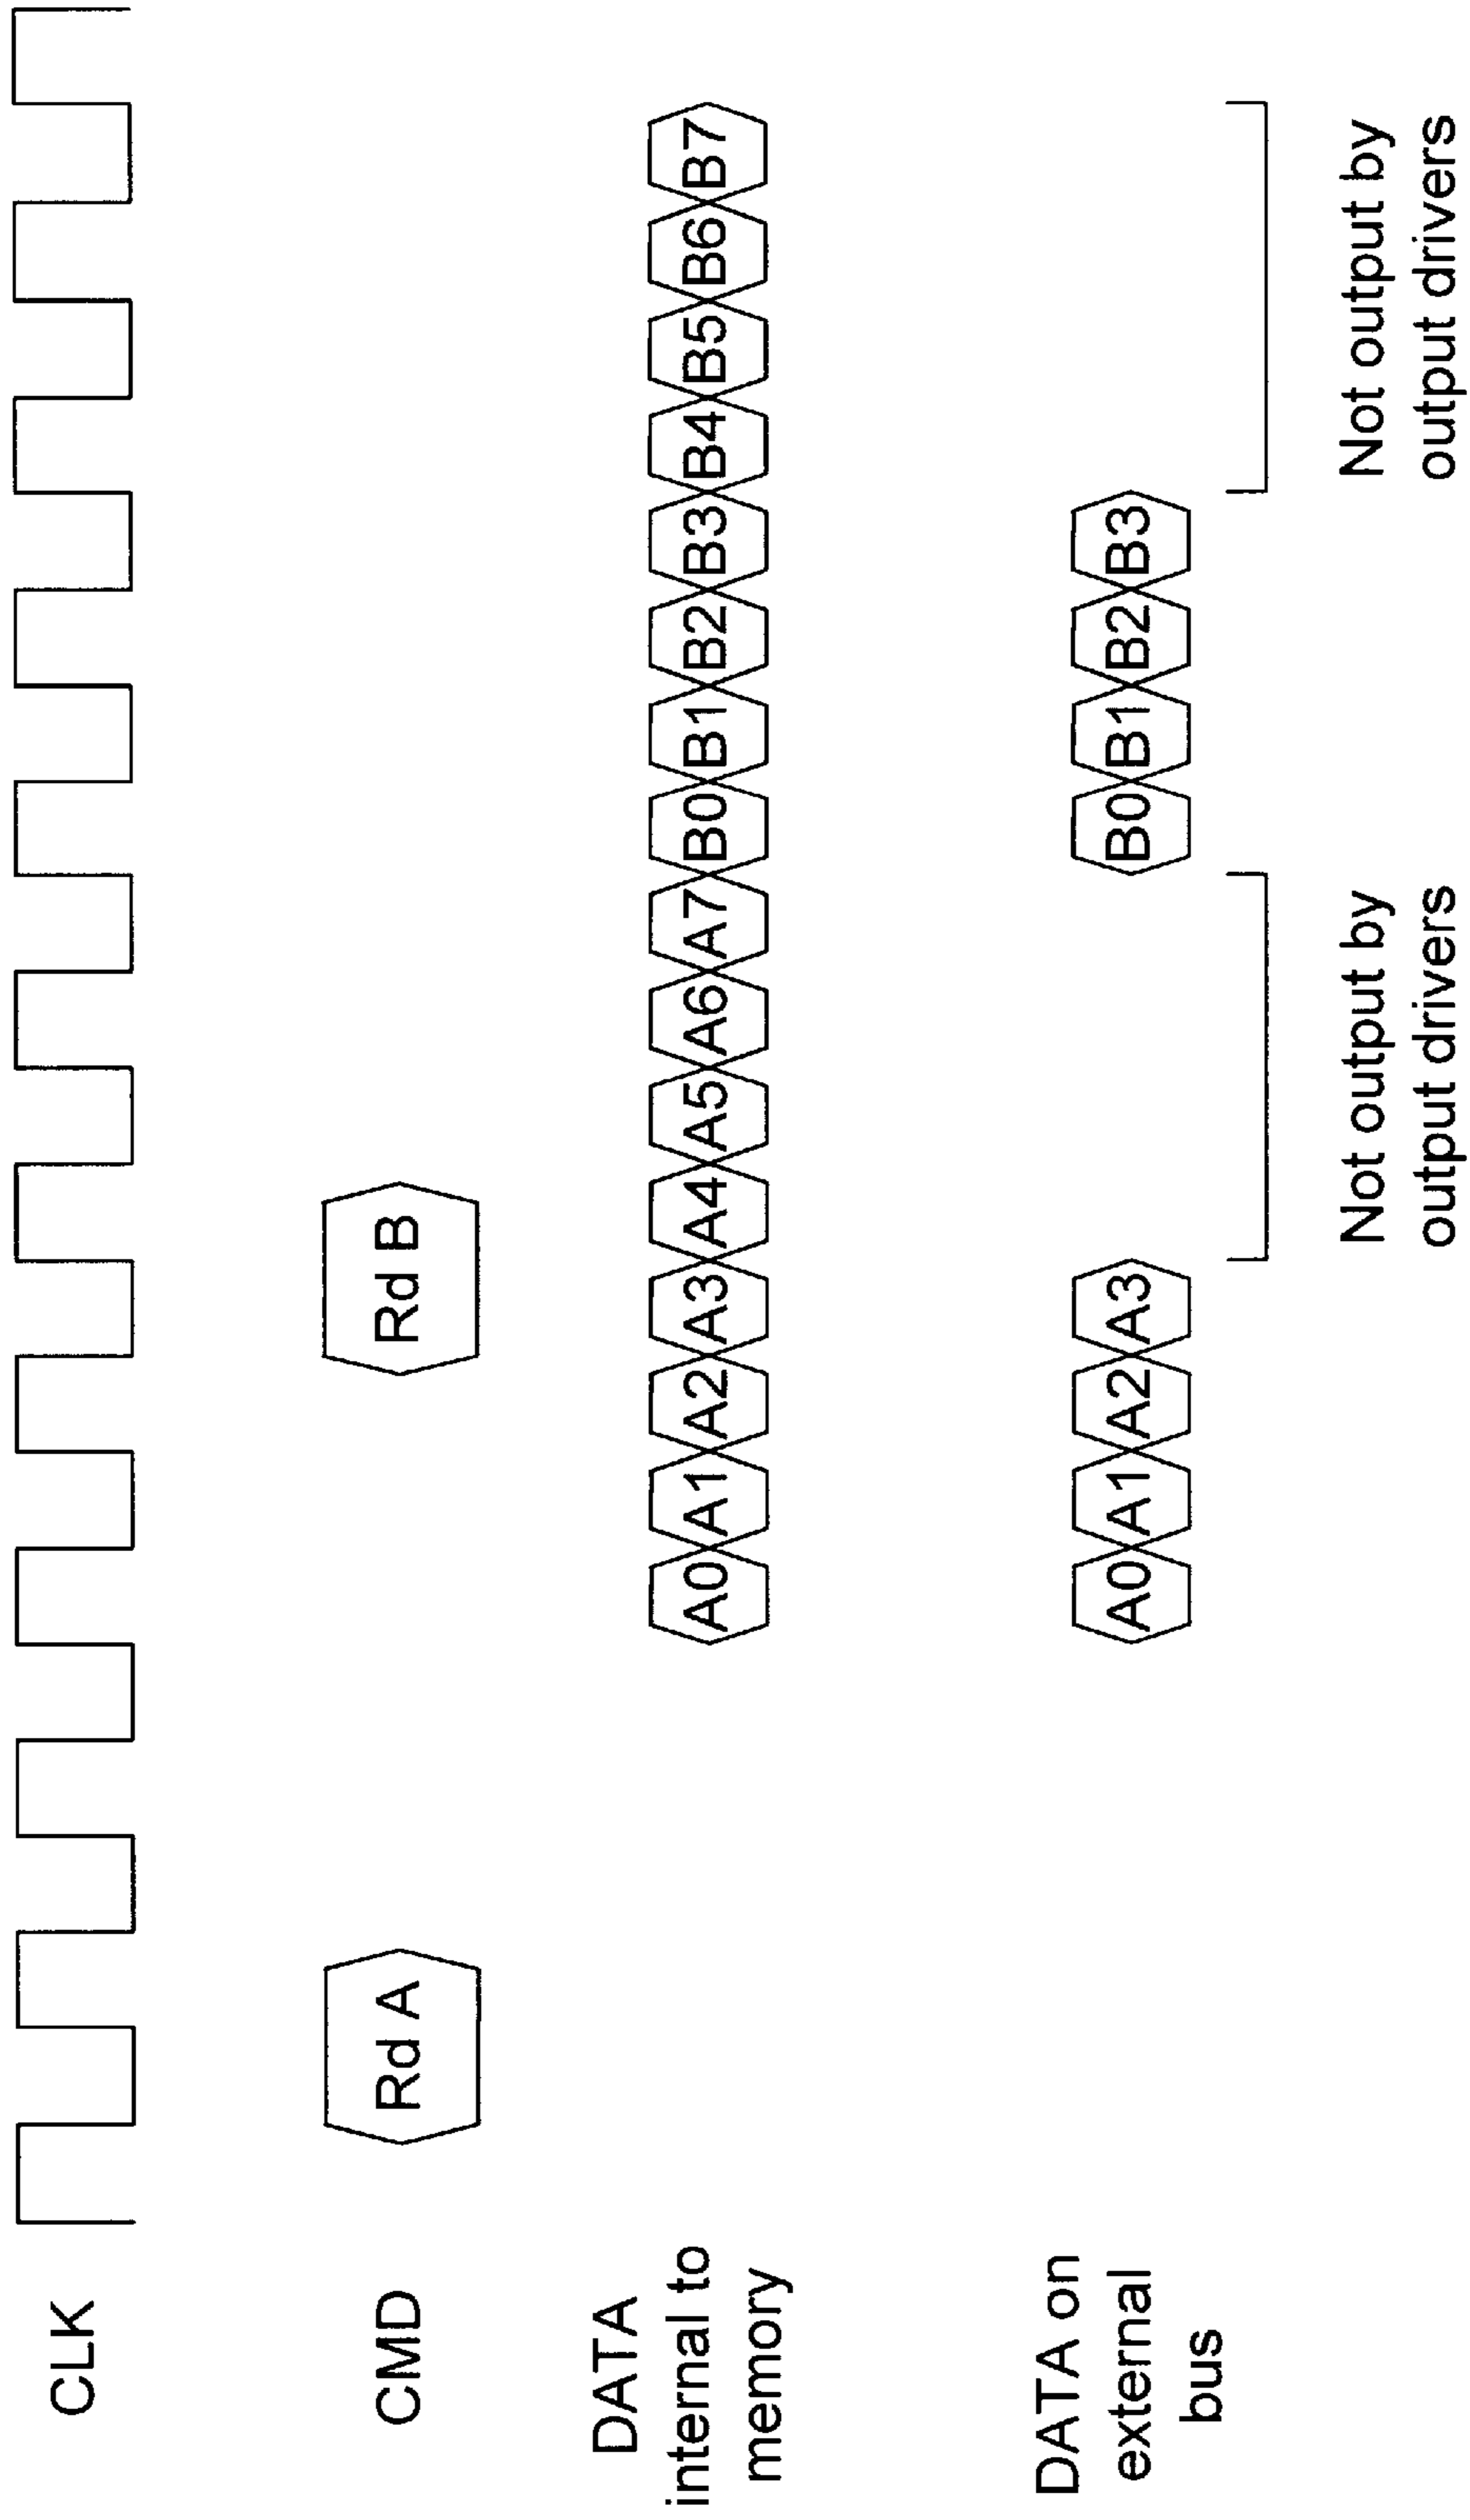 CLK
CMD
Rd A
Rd B
DATA
internal to
memory
A0 A1 A2 A3 A4 A5 A6 A7 B0 B1 B2 B3 B4 B5 B6 B7
DATA on
external
bus
A0 A1 A2 A3
B0 B1 B2 B3
Not output by
output drivers
Not output by
output drivers